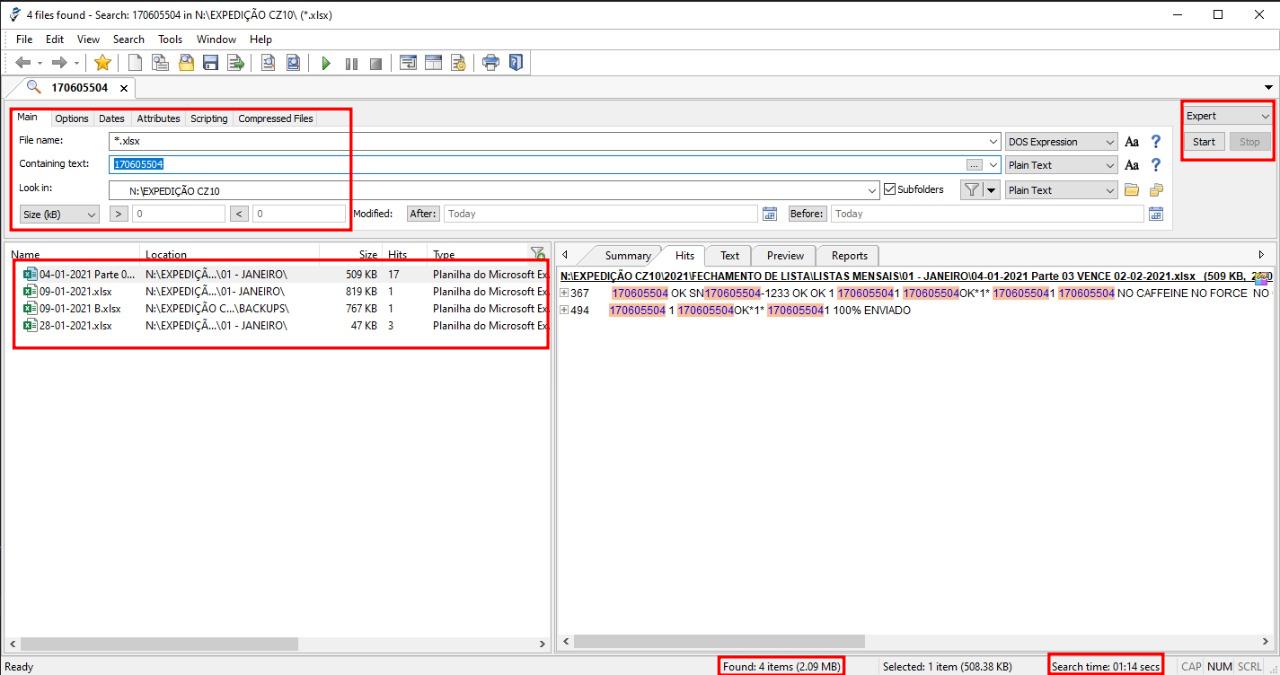 4 files found - Search: 170605504 in N:\EXPEDIÇÃO CZ10\ (*.xlsx)
File Edit View Search Tools Window Help
170605504
Main Options Dates Attributes Scripting Compressed Files
Expert
File name: *.xlsx DOS Expression Aa ?
Start Stop
Containing text: 170605504 ... Plain Text Aa ?
Look in: N:\EXPEDIÇÃO CZ10 Subfolders Plain Text
Size (kB) > 0 < 0 Modified: After: Today Before: Today
Name Location Size Hits Type
Summary Hits Text Preview Reports
04-01-2021 Parte 0... N:\EXPEDIÇÃ...\01 - JANEIRO\ 509 KB 17 Planilha do Microsoft Ex
09-01-2021.xlsx N:\EXPEDIÇÃ...\01- JANEIRO\ 819 KB 1 Planilha do Microsoft Ex
09-01-2021 B.xlsx N:\EXPEDIÇÃO C...\BACKUPS\ 767 KB 1 Planilha do Microsoft Ex
28-01-2021.xlsx N:\EXPEDIÇÃ...\01 - JANEIRO\ 47 KB 3 Planilha do Microsoft Ex
N:\EXPEDIÇÃO CZ10\2021\FECHAMENTO DE LISTA\LISTAS MENSAIS\01 - JANEIRO\04-01-2021 Parte 03 VENCE 02-02-2021.xlsx (509 KB,
367 170605504 OK SN170605504-1233 OK OK 1 1706055041 170605504OK*1* 1706055041 170605504 NO CAFFEINE NO FORCE NO
494 170605504 1 170605504OK*1* 1706055041 100% ENVIADO
Ready Found: 4 items (2.09 MB) Selected: 1 item (508.38 KB) Search time: 01:14 secs CAP NUM SCRL